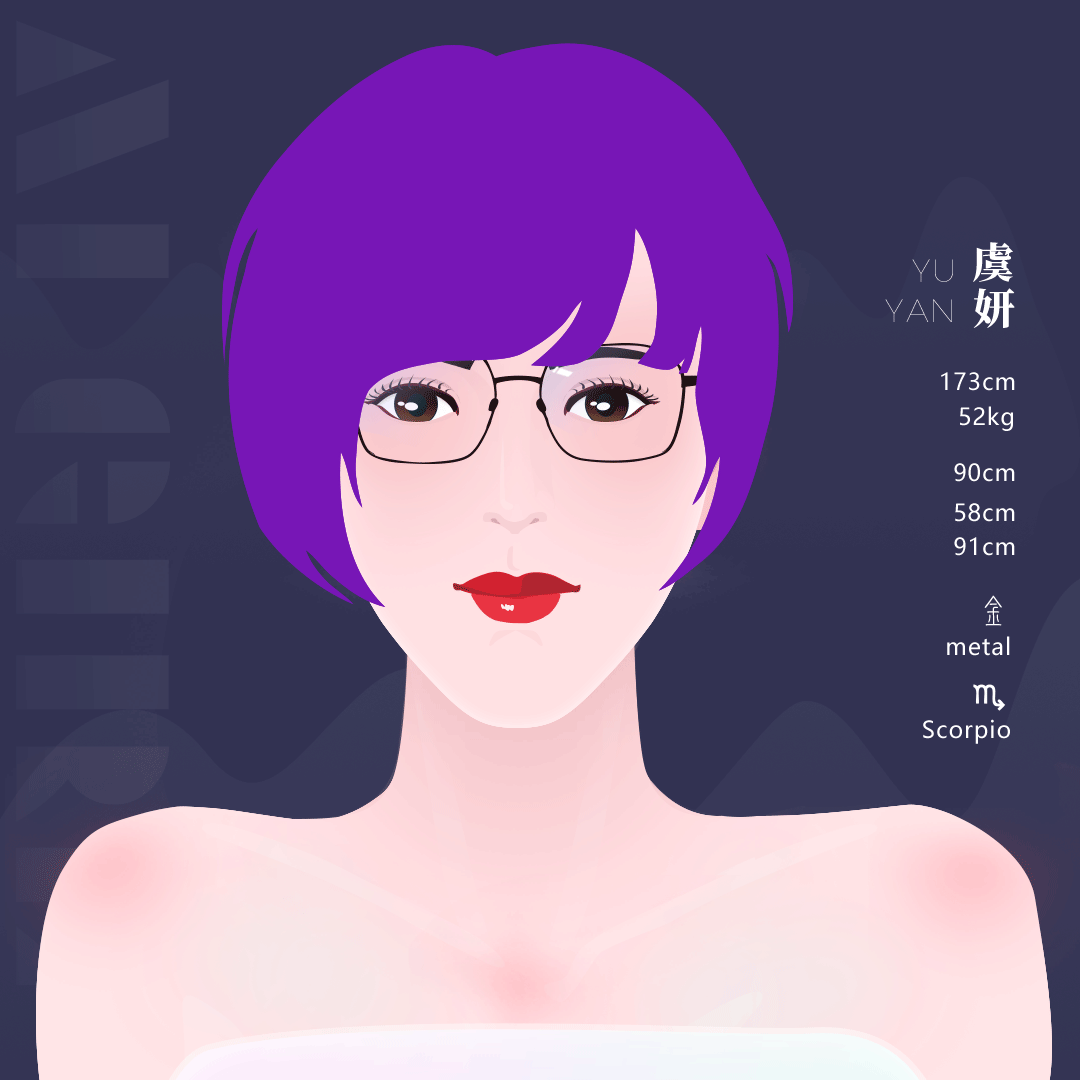 虞妍
YU
YAN
173cm
52kg
90cm
58cm
91cm
金
metal
Scorpio